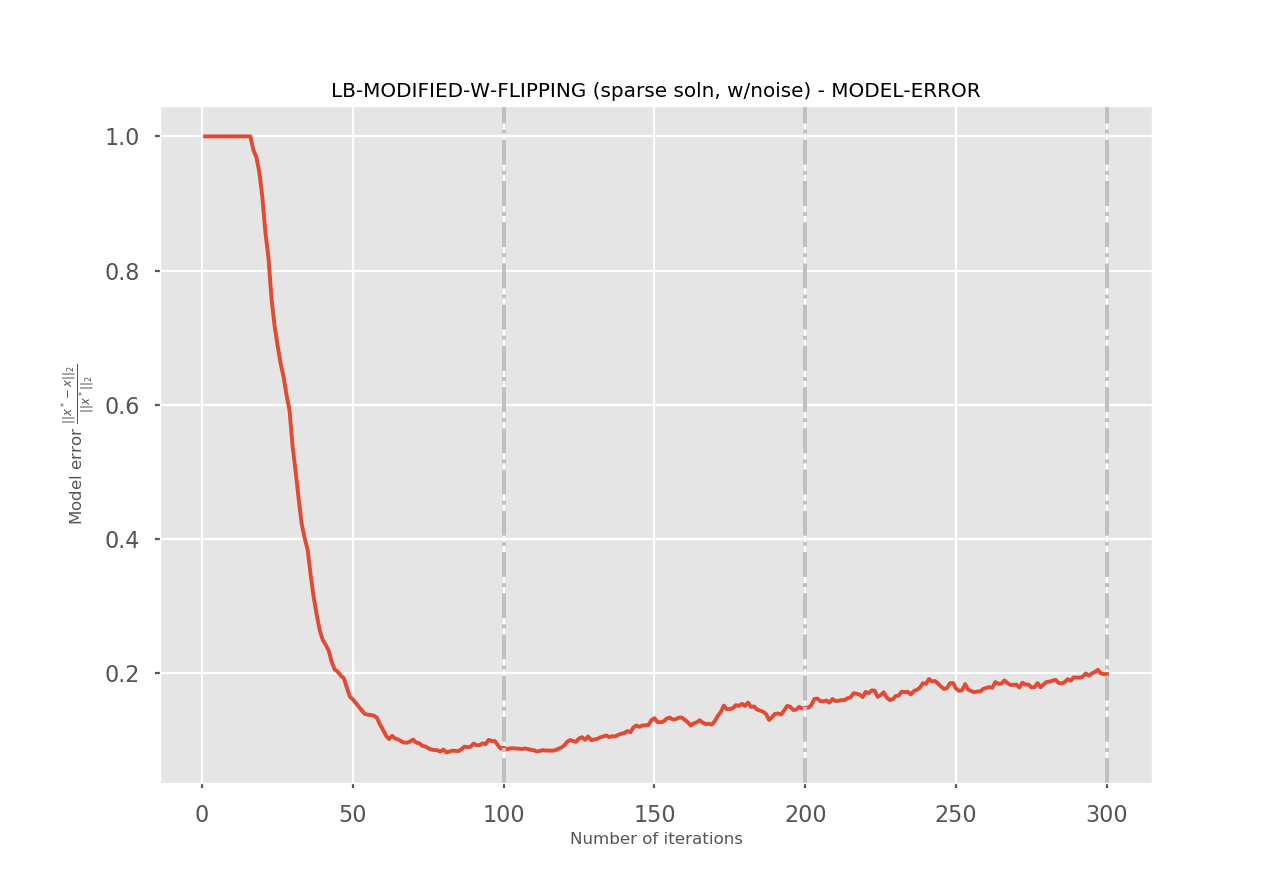 LB-MODIFIED-W-FLIPPING (sparse soln, w/noise) - MODEL-ERROR
1.0
0.8
0.6
0.4
0.2
Model error ||x* − x||₂ / ||x*||₂
0 50 100 150 200 250 300
Number of iterations